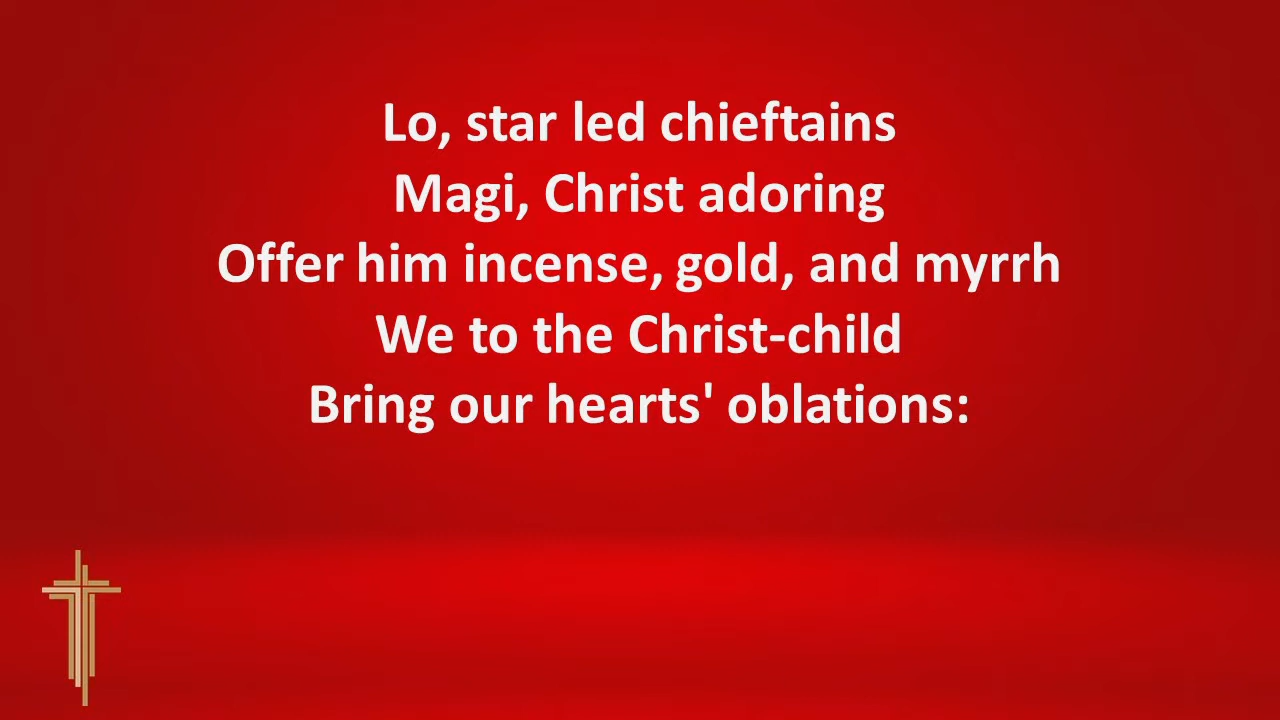 Lo, star led chieftains
Magi, Christ adoring
Offer him incense, gold, and myrrh
We to the Christ-child
Bring our hearts' oblations: